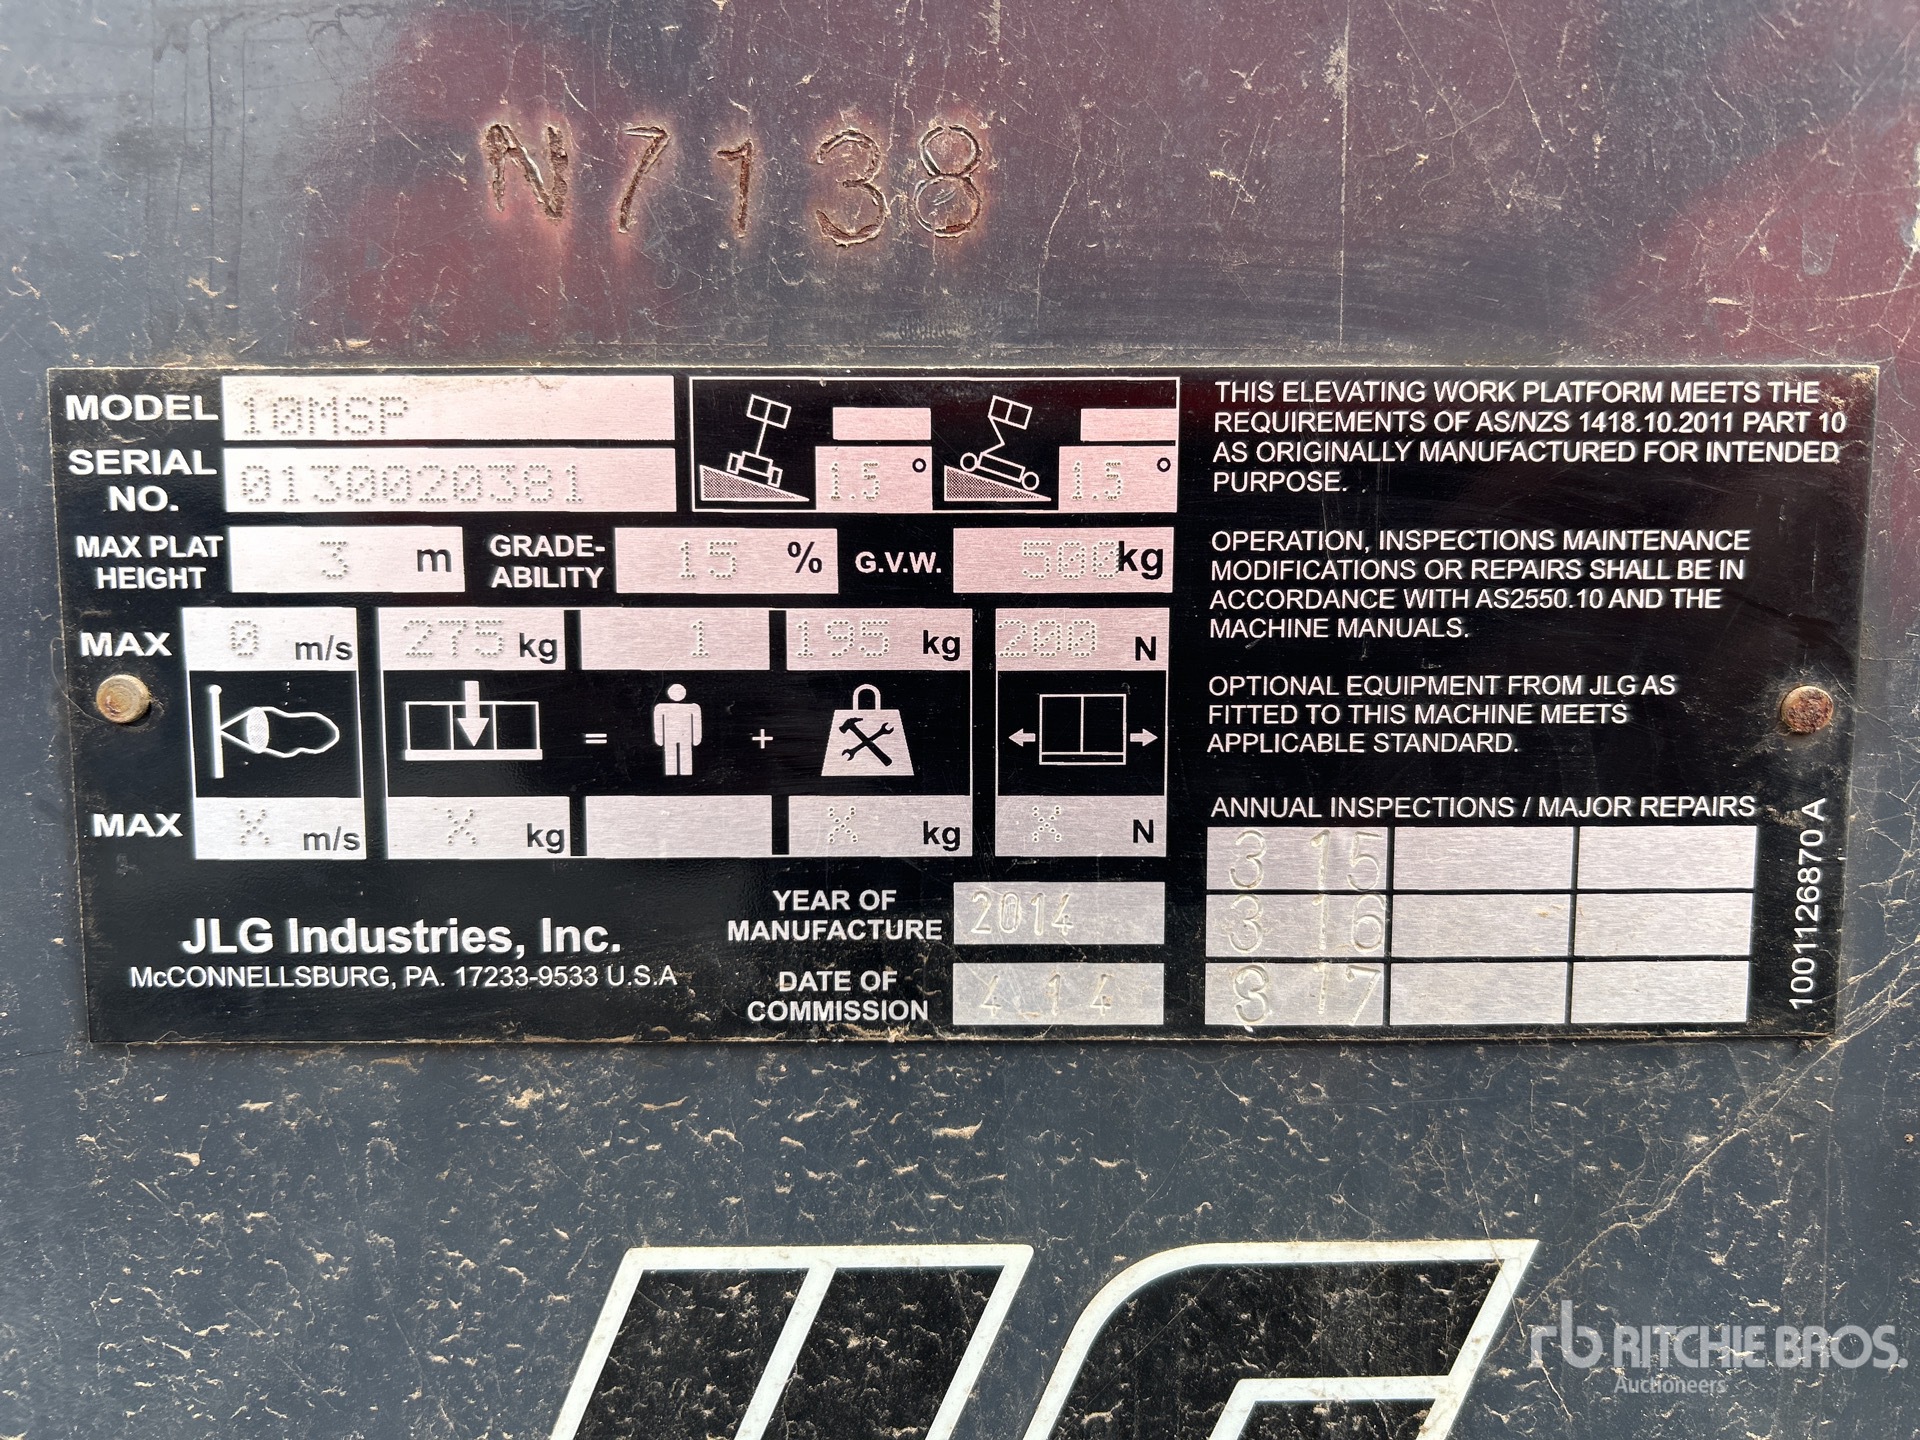 N7138
MODEL 10MSP
SERIAL NO. 0130020381
1.5 ° 1.5 °
MAX PLAT HEIGHT 3 m GRADE-ABILITY 15 % G.V.W. 500 kg
MAX 0 m/s 275 kg 1 195 kg 200 N
= +
MAX X m/s X kg X kg X N
JLG Industries, Inc.
McCONNELLSBURG, PA. 17233-9533 U.S.A
YEAR OF MANUFACTURE 2014
DATE OF COMMISSION 4 14
THIS ELEVATING WORK PLATFORM MEETS THE
REQUIREMENTS OF AS/NZS 1418.10.2011 PART 10
AS ORIGINALLY MANUFACTURED FOR INTENDED
PURPOSE.
OPERATION, INSPECTIONS MAINTENANCE
MODIFICATIONS OR REPAIRS SHALL BE IN
ACCORDANCE WITH AS2550.10 AND THE
MACHINE MANUALS.
OPTIONAL EQUIPMENT FROM JLG AS
FITTED TO THIS MACHINE MEETS
APPLICABLE STANDARD.
ANNUAL INSPECTIONS / MAJOR REPAIRS
3 15
3 16
3 17
1001126870 A
rb RITCHIE BROS.
Auctioneers